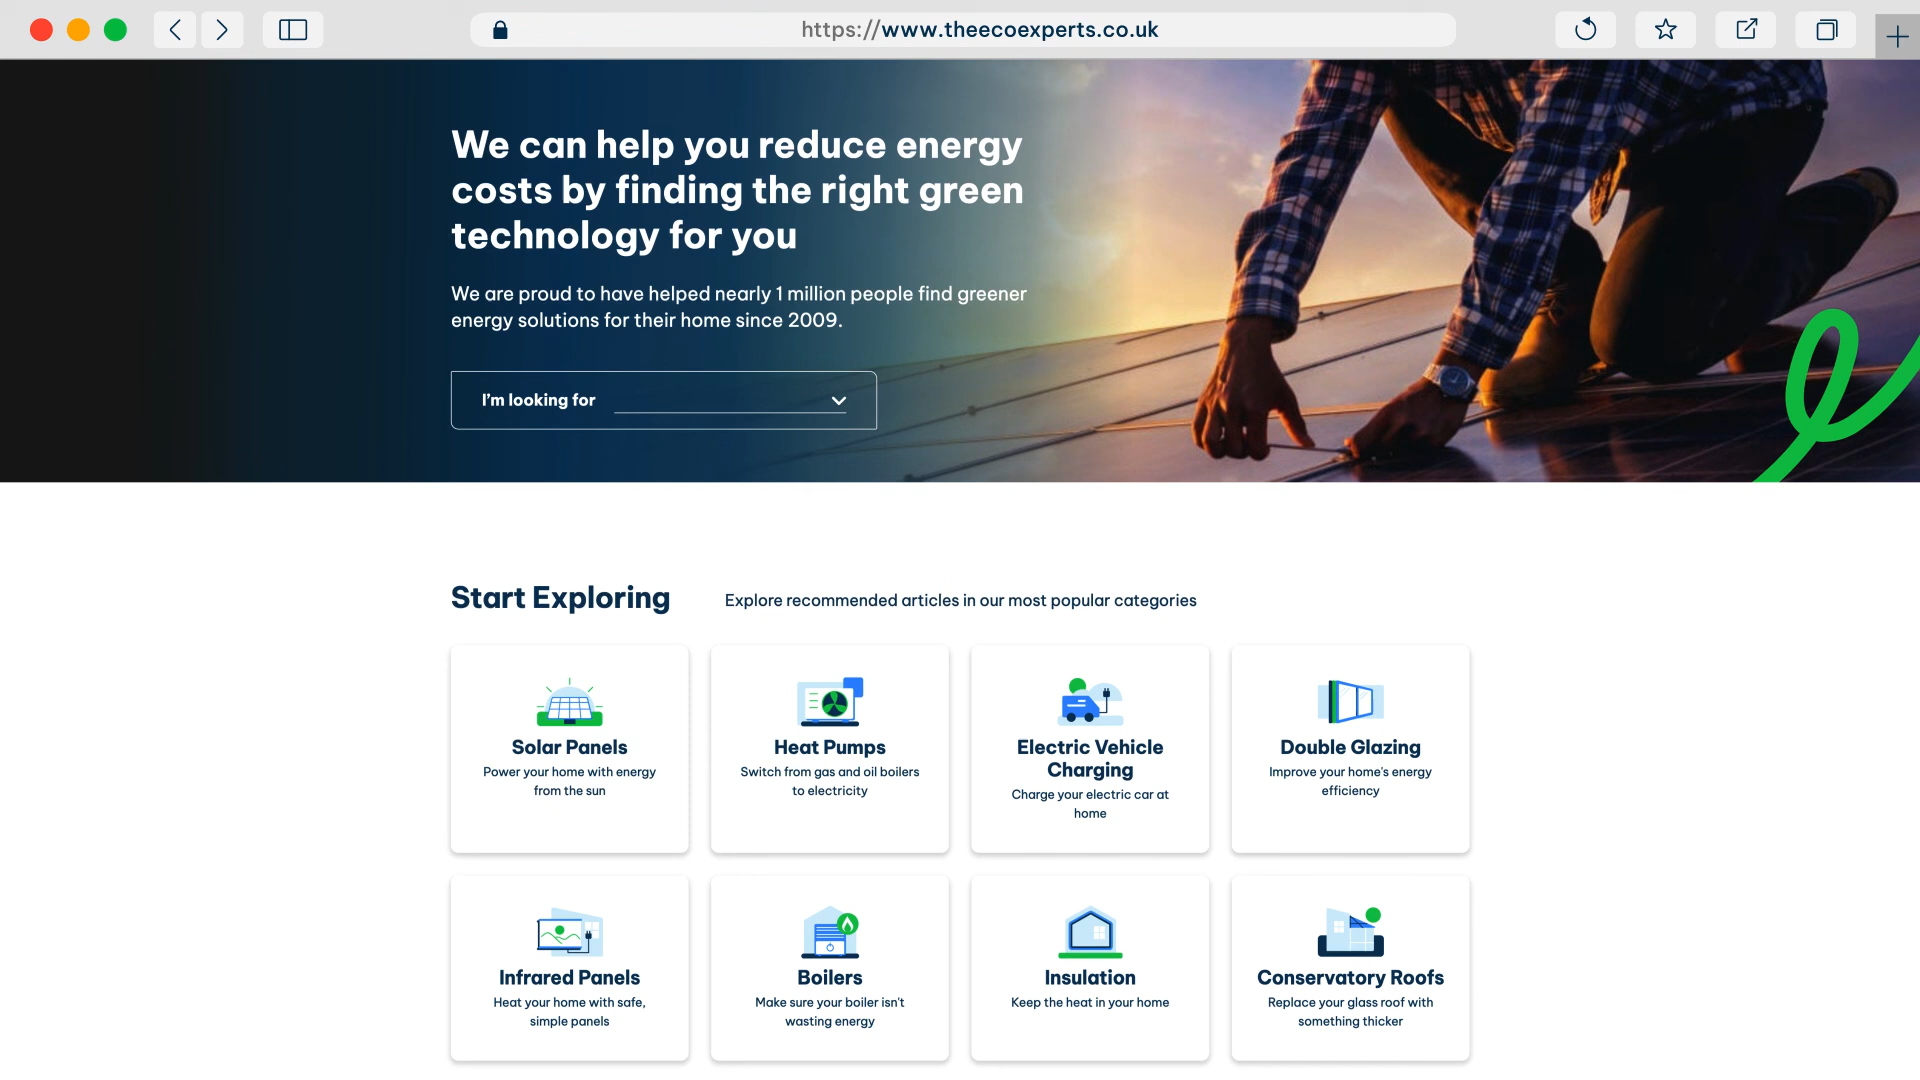 https://www.theecoexperts.co.uk
We can help you reduce energy
costs by finding the right green
technology for you
We are proud to have helped nearly 1 million people find greener
energy solutions for their home since 2009.
I'm looking for
Start Exploring
Explore recommended articles in our most popular categories
Solar Panels
Power your home with energy
from the sun
Heat Pumps
Switch from gas and oil boilers
to electricity
Electric Vehicle
Charging
Charge your electric car at
home
Double Glazing
Improve your home's energy
efficiency
Infrared Panels
Heat your home with safe,
simple panels
Boilers
Make sure your boiler isn't
wasting energy
Insulation
Keep the heat in your home
Conservatory Roofs
Replace your glass roof with
something thicker